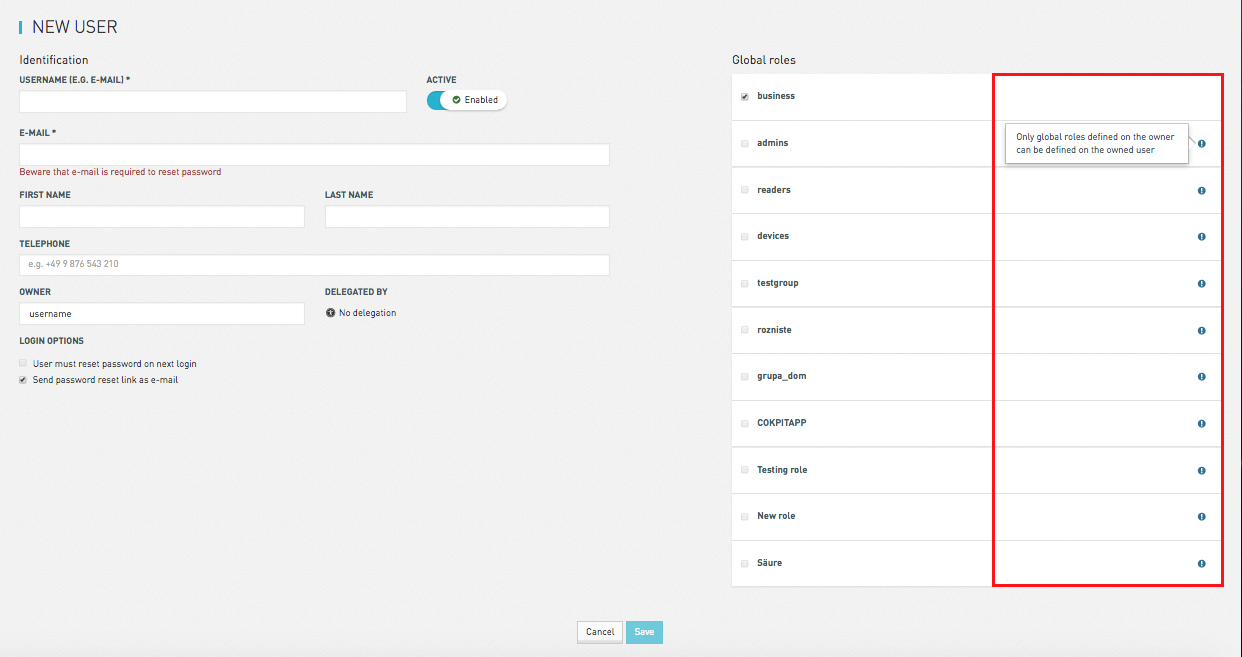 NEW USER
Identification
USERNAME (E.G. E-MAIL) *
ACTIVE
Enabled
E-MAIL *
Beware that e-mail is required to reset password
FIRST NAME
LAST NAME
TELEPHONE
e.g. +49 9 876 543 210
OWNER
DELEGATED BY
username
No delegation
LOGIN OPTIONS
User must reset password on next login
Send password reset link as e-mail
Global roles
business
admins
Only global roles defined on the owner
can be defined on the owned user
readers
devices
testgroup
rozniste
grupa_dom
COKPITAPP
Testing role
New role
Säure
Cancel
Save